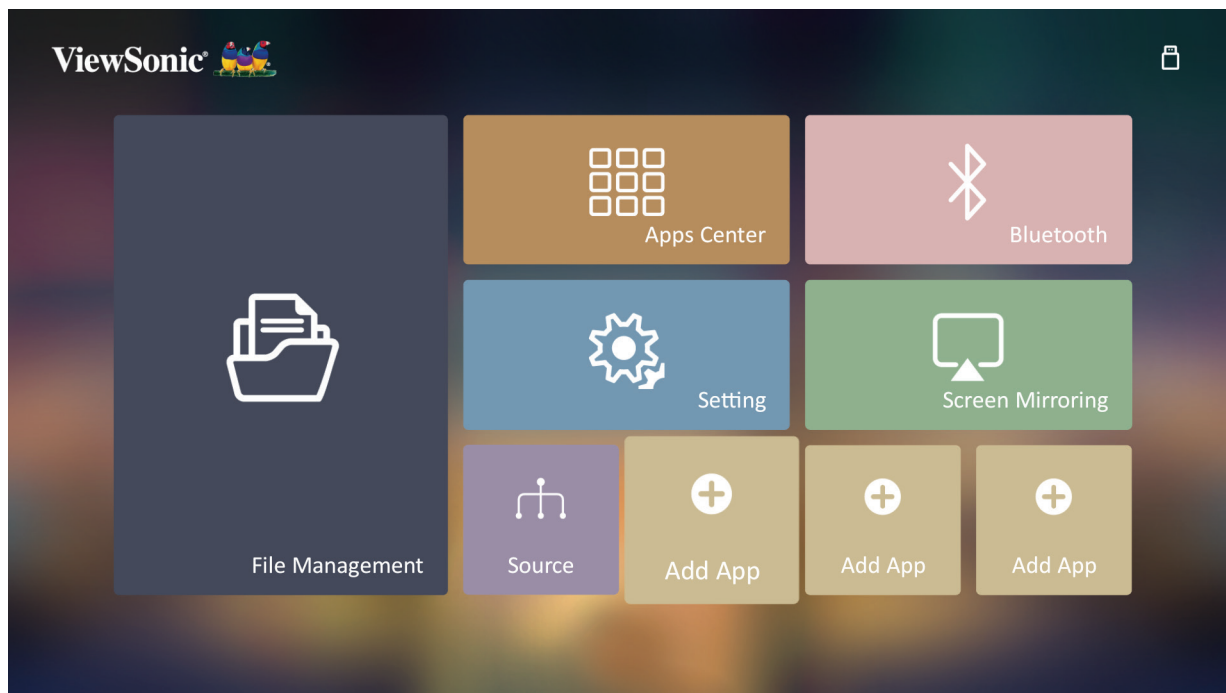 ViewSonic®
Apps Center
Bluetooth
Setting
Screen Mirroring
File Management
Source
Add App
Add App
Add App